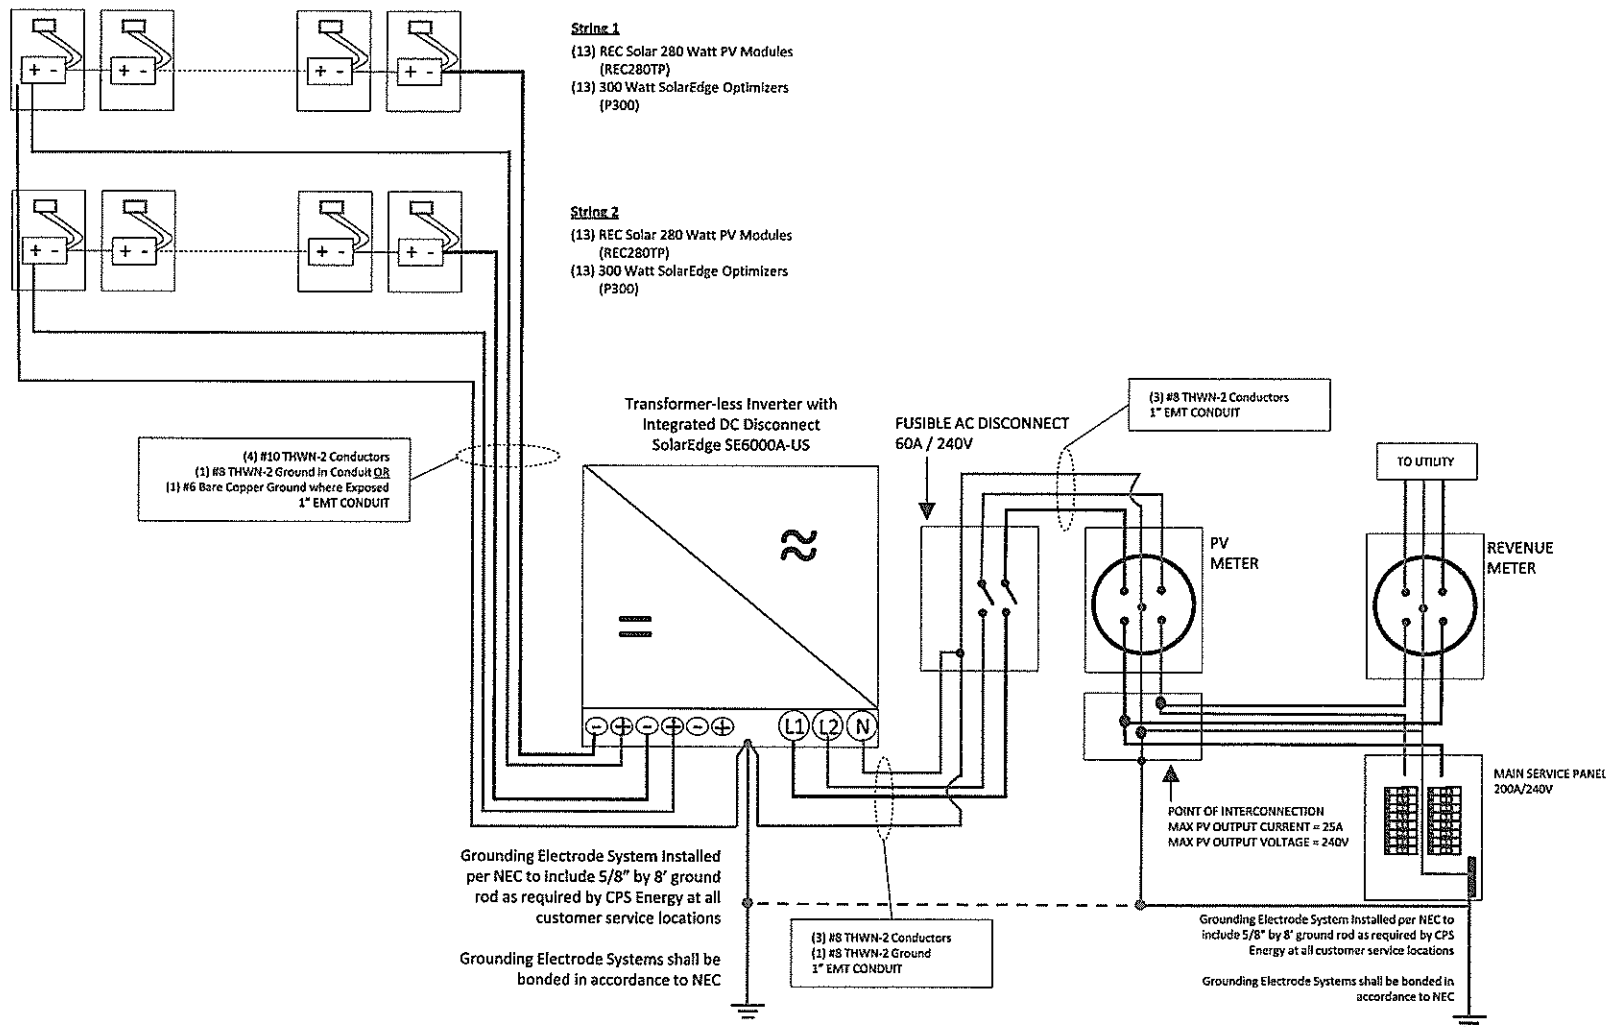 String 1
(13) REC Solar 280 Watt PV Modules
(REC280TP)
(13) 300 Watt SolarEdge Optimizers
(P300)
+ -
+ -
+ -
+ -
String 2
(13) REC Solar 280 Watt PV Modules
(REC280TP)
(13) 300 Watt SolarEdge Optimizers
(P300)
+ -
+ -
+ -
+ -
(4) #10 THWN-2 Conductors
(1) #8 THWN-2 Ground in Conduit OR
(1) #6 Bare Copper Ground where Exposed
1" EMT CONDUIT
Transformer-less Inverter with
Integrated DC Disconnect
SolarEdge SE6000A-US
- + - + - +
L1 L2 N
FUSIBLE AC DISCONNECT
60A / 240V
(3) #8 THWN-2 Conductors
1" EMT CONDUIT
PV
METER
TO UTILITY
REVENUE
METER
POINT OF INTERCONNECTION
MAX PV OUTPUT CURRENT = 25A
MAX PV OUTPUT VOLTAGE = 240V
MAIN SERVICE PANEL
200A/240V
Grounding Electrode System Installed
per NEC to include 5/8" by 8' ground
rod as required by CPS Energy at all
customer service locations
Grounding Electrode Systems shall be
bonded in accordance to NEC
(3) #8 THWN-2 Conductors
(1) #8 THWN-2 Ground
1" EMT CONDUIT
Grounding Electrode System Installed per NEC to
include 5/8" by 8' ground rod as required by CPS
Energy at all customer service locations
Grounding Electrode Systems shall be bonded in
accordance to NEC